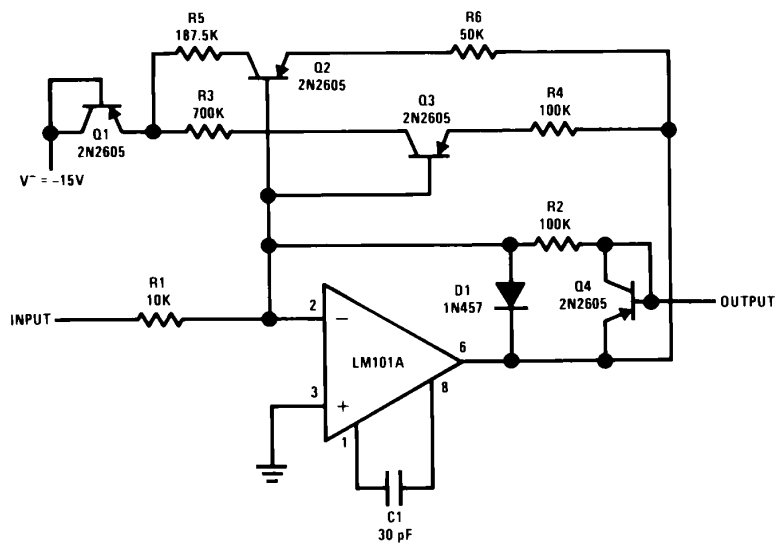 R5
187.5K
R6
50K
Q2
2N2605
Q3
2N2605
R3
700K
R4
100K
Q1
2N2605
V⁻ = −15V
R2
100K
R1
10K
D1
1N457
Q4
2N2605
INPUT
OUTPUT
2
−
6
LM101A
3
+
8
1
C1
30 pF